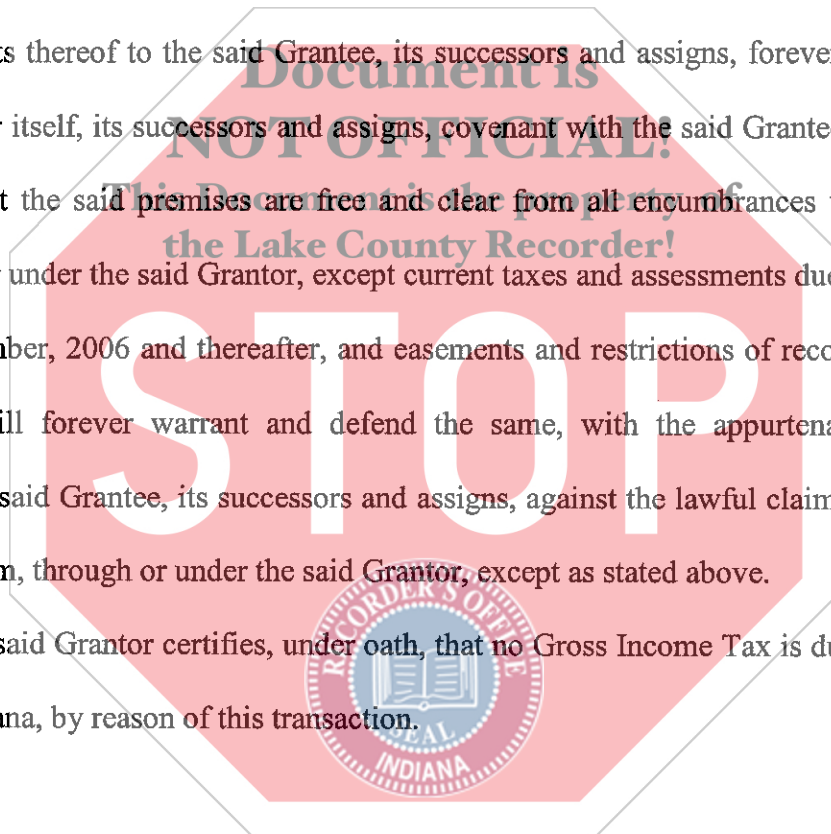 ts thereof to the said Grantee, its successors and assigns, forever
Document is
r itself, its successors and assigns, covenant with the said Grantee
NOT OFFICIAL!
t the said premises are free and clear from all encumbrances
This Document is the property of
the Lake County Recorder!
under the said Grantor, except current taxes and assessments due
nber, 2006 and thereafter, and easements and restrictions of reco
STOP
ill forever warrant and defend the same, with the appurtena
said Grantee, its successors and assigns, against the lawful claim
m, through or under the said Grantor, except as stated above.
RECORDER'S OFFICE
said Grantor certifies, under oath, that no Gross Income Tax is du
ana, by reason of this transaction.
SEAL
INDIANA